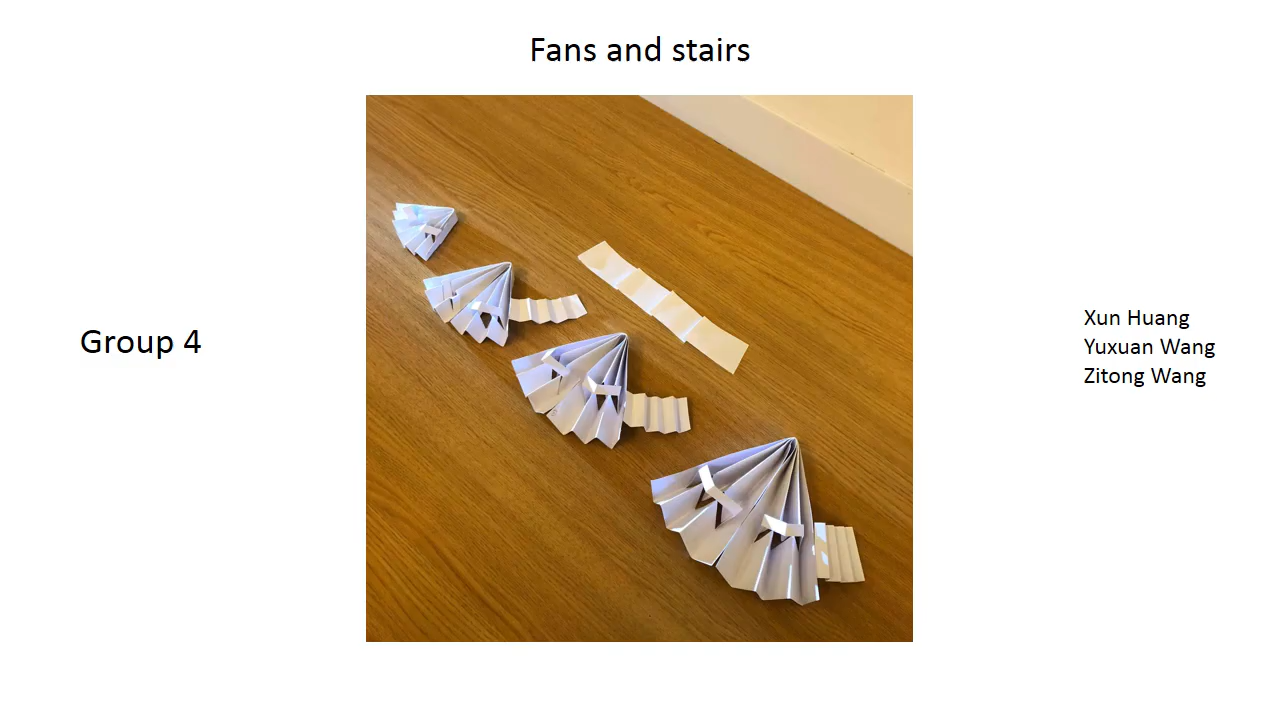 Fans and stairs
Group 4
Xun Huang
Yuxuan Wang
Zitong Wang